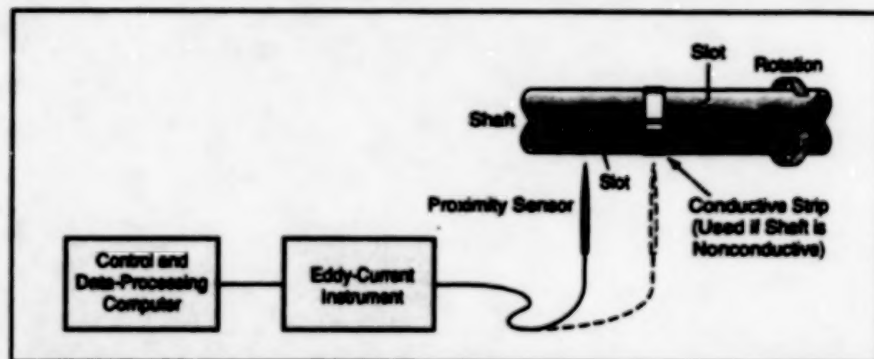 Slot
Rotation
Shaft
Slot
Proximity Sensor
Conductive Strip
(Used if Shaft is
Nonconductive)
Control and
Data-Processing
Computer
Eddy-Current
Instrument